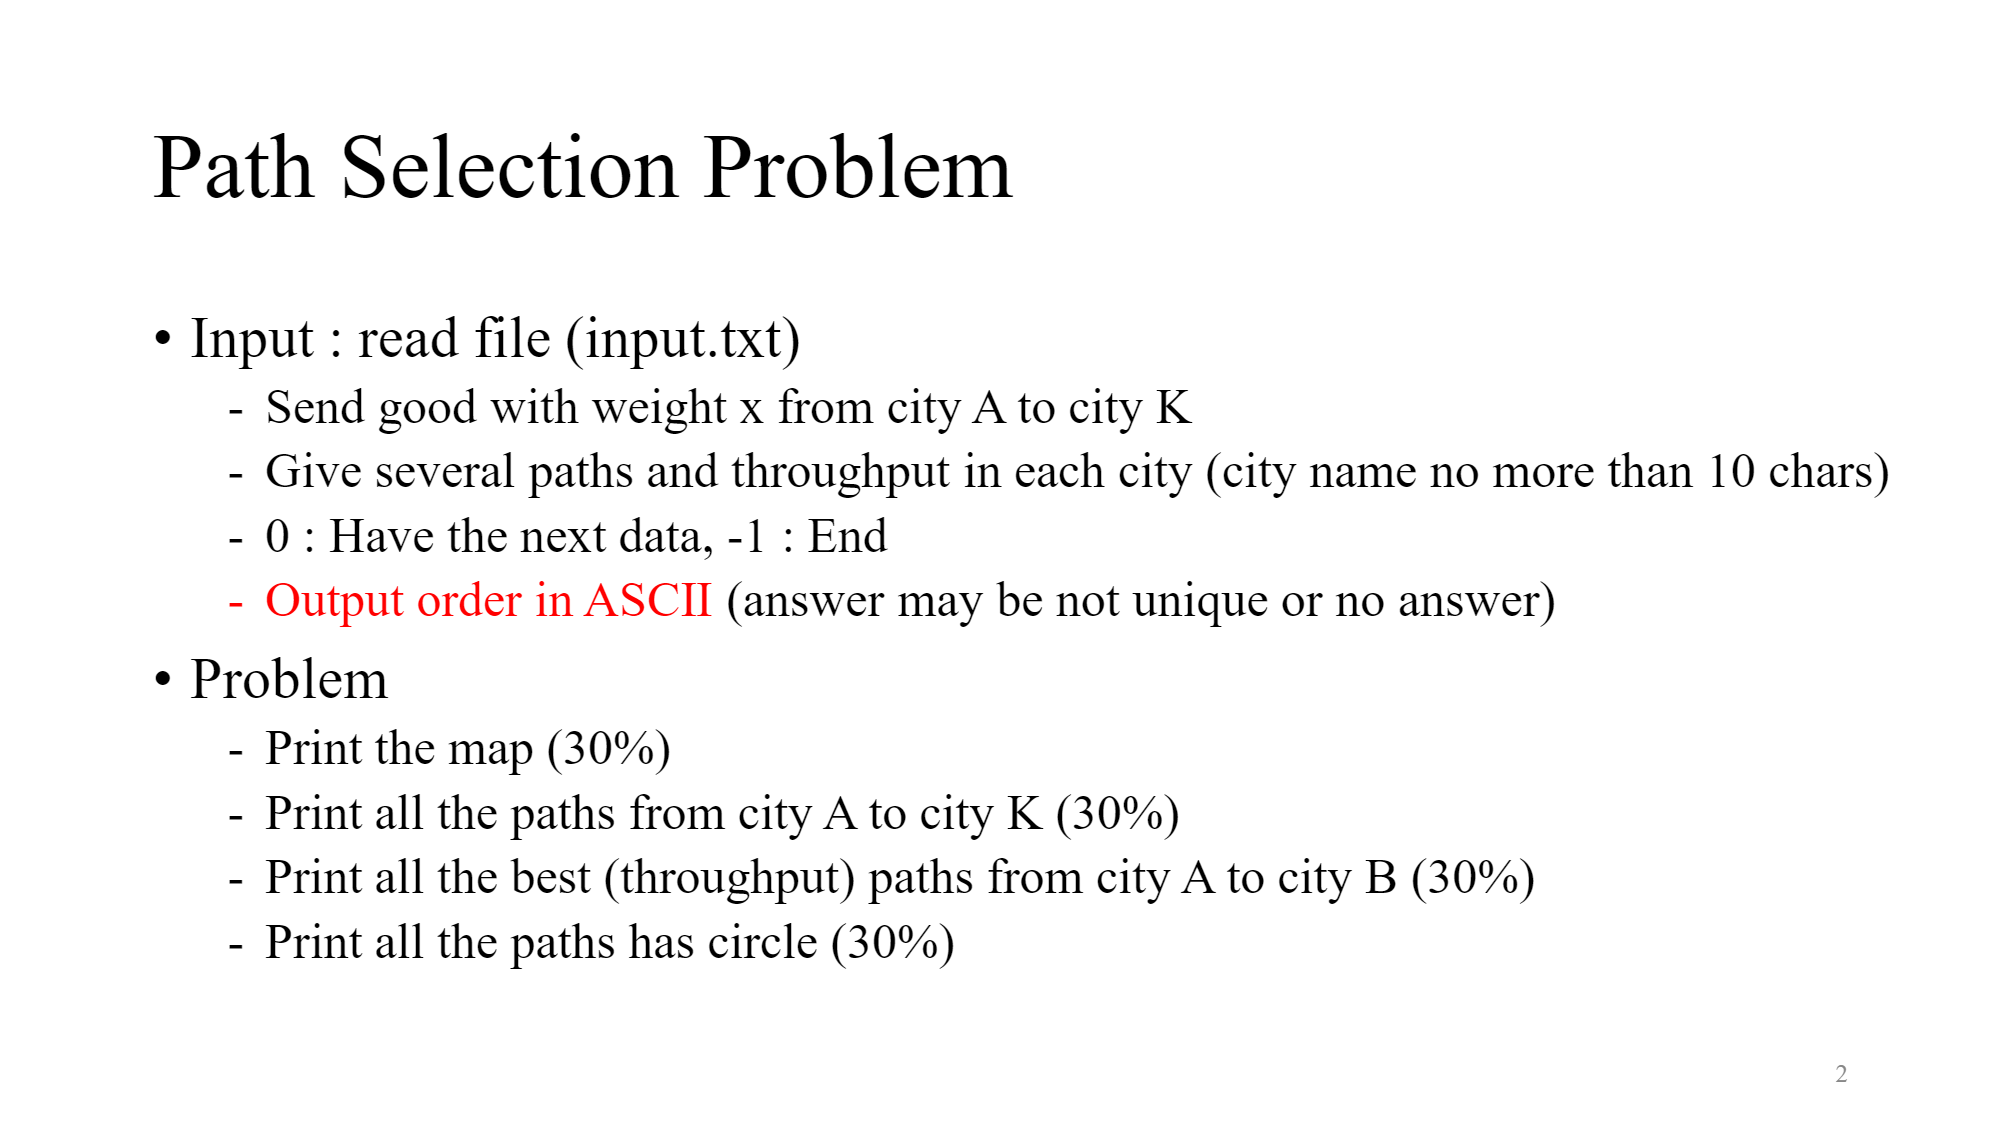 Path Selection Problem
• Input : read file (input.txt)
- Send good with weight x from city A to city K
- Give several paths and throughput in each city (city name no more than 10 chars)
- 0 : Have the next data, -1 : End
- Output order in ASCII (answer may be not unique or no answer)
• Problem
- Print the map (30%)
- Print all the paths from city A to city K (30%)
- Print all the best (throughput) paths from city A to city B (30%)
- Print all the paths has circle (30%)
2